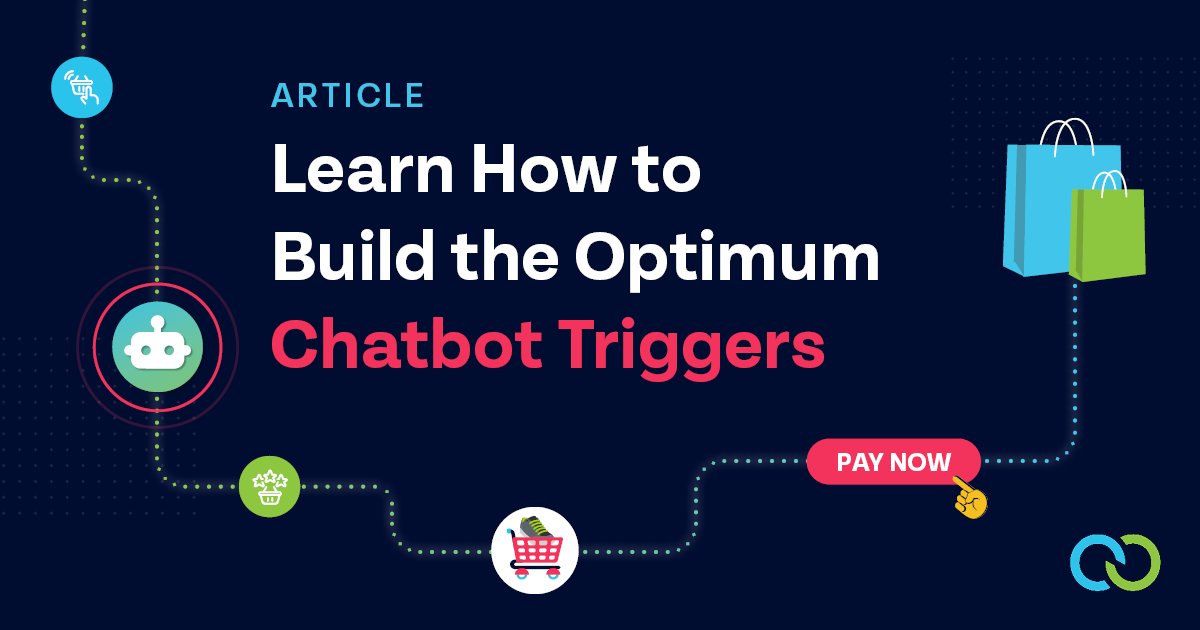 ARTICLE
Learn How to
Build the Optimum
Chatbot Triggers
PAY NOW